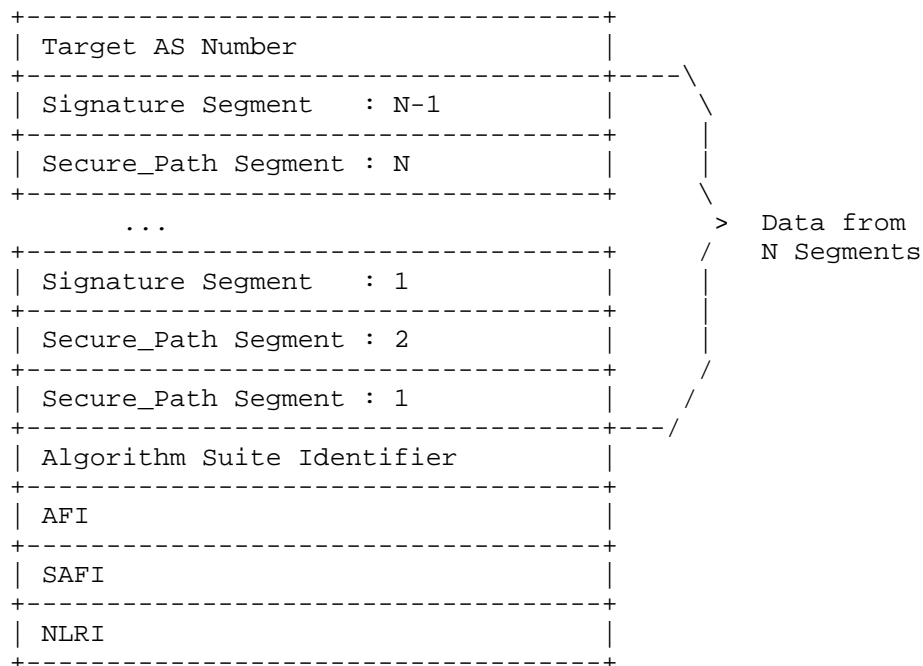 +------------------------------------+
| Target AS Number                   |
+------------------------------------+----\
| Signature Segment   : N-1          |     \
+------------------------------------+     |
| Secure_Path Segment : N            |     |
+------------------------------------+     \
       ...                                  >  Data from
+------------------------------------+     /   N Segments
| Signature Segment   : 1            |     |
+------------------------------------+     |
| Secure_Path Segment : 2            |     |
+------------------------------------+     /
| Secure_Path Segment : 1            |    /
+------------------------------------+---/
| Algorithm Suite Identifier         |
+------------------------------------+
| AFI                                |
+------------------------------------+
| SAFI                               |
+------------------------------------+
| NLRI                               |
+------------------------------------+